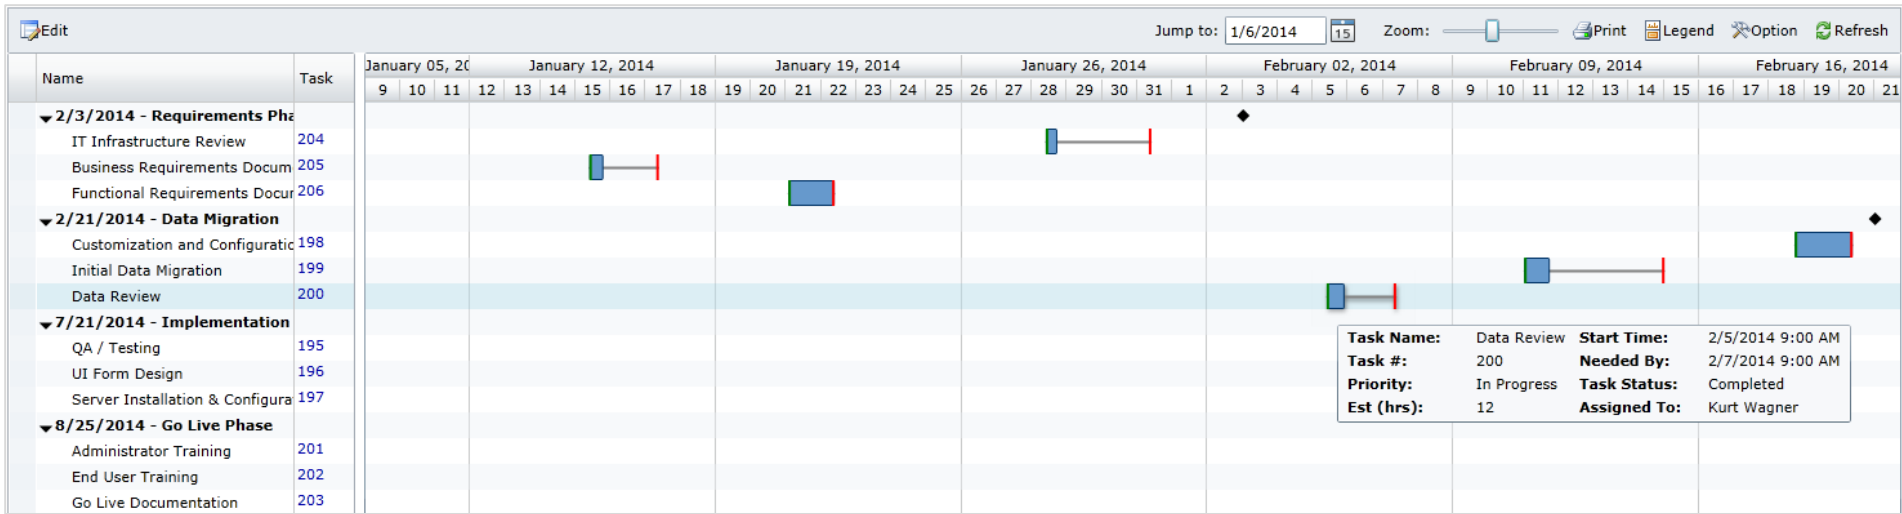 Edit Jump to: 1/6/2014 15 Zoom: Print Legend Option Refresh
Name Task January 05, 20 January 12, 2014 January 19, 2014 January 26, 2014 February 02, 2014 February 09, 2014 February 16, 2014
9 10 11 12 13 14 15 16 17 18 19 20 21 22 23 24 25 26 27 28 29 30 31 1 2 3 4 5 6 7 8 9 10 11 12 13 14 15 16 17 18 19 20 21
2/3/2014 - Requirements Pha
IT Infrastructure Review 204
Business Requirements Docum 205
Functional Requirements Docur 206
2/21/2014 - Data Migration
Customization and Configuratic 198
Initial Data Migration 199
Data Review 200
7/21/2014 - Implementation
QA / Testing 195
UI Form Design 196
Server Installation & Configura 197
8/25/2014 - Go Live Phase
Administrator Training 201
End User Training 202
Go Live Documentation 203
Task Name: Data Review Start Time: 2/5/2014 9:00 AM
Task #: 200 Needed By: 2/7/2014 9:00 AM
Priority: In Progress Task Status: Completed
Est (hrs): 12 Assigned To: Kurt Wagner